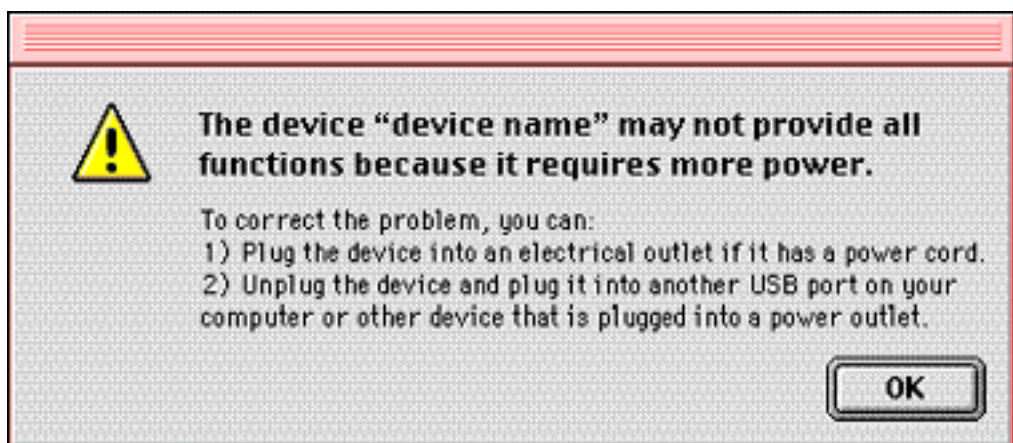 The device “device name” may not provide all
functions because it requires more power.
To correct the problem, you can:
1) Plug the device into an electrical outlet if it has a power cord.
2) Unplug the device and plug it into another USB port on your
computer or other device that is plugged into a power outlet.
OK